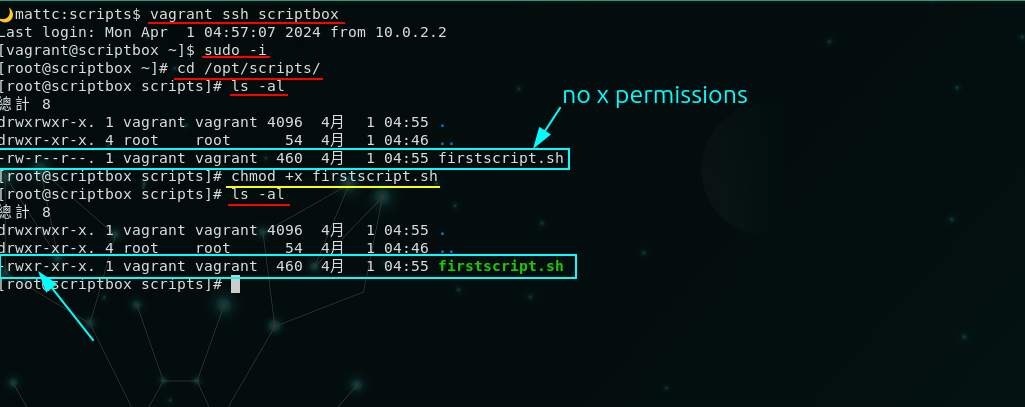 🌙mattc:scripts$ vagrant ssh scriptbox
Last login: Mon Apr  1 04:57:07 2024 from 10.0.2.2
[vagrant@scriptbox ~]$ sudo -i
[root@scriptbox ~]# cd /opt/scripts/
[root@scriptbox scripts]# ls -al
no x permissions
總計 8
drwxrwxr-x. 1 vagrant vagrant 4096  4月   1 04:55 .
drwxr-xr-x. 4 root    root      54  4月   1 04:46 ..
-rw-r--r--. 1 vagrant vagrant  460  4月   1 04:55 firstscript.sh
[root@scriptbox scripts]# chmod +x firstscript.sh
[root@scriptbox scripts]# ls -al
總計 8
drwxrwxr-x. 1 vagrant vagrant 4096  4月   1 04:55 .
drwxr-xr-x. 4 root    root      54  4月   1 04:46 ..
-rwxr-xr-x. 1 vagrant vagrant  460  4月   1 04:55 firstscript.sh
[root@scriptbox scripts]#